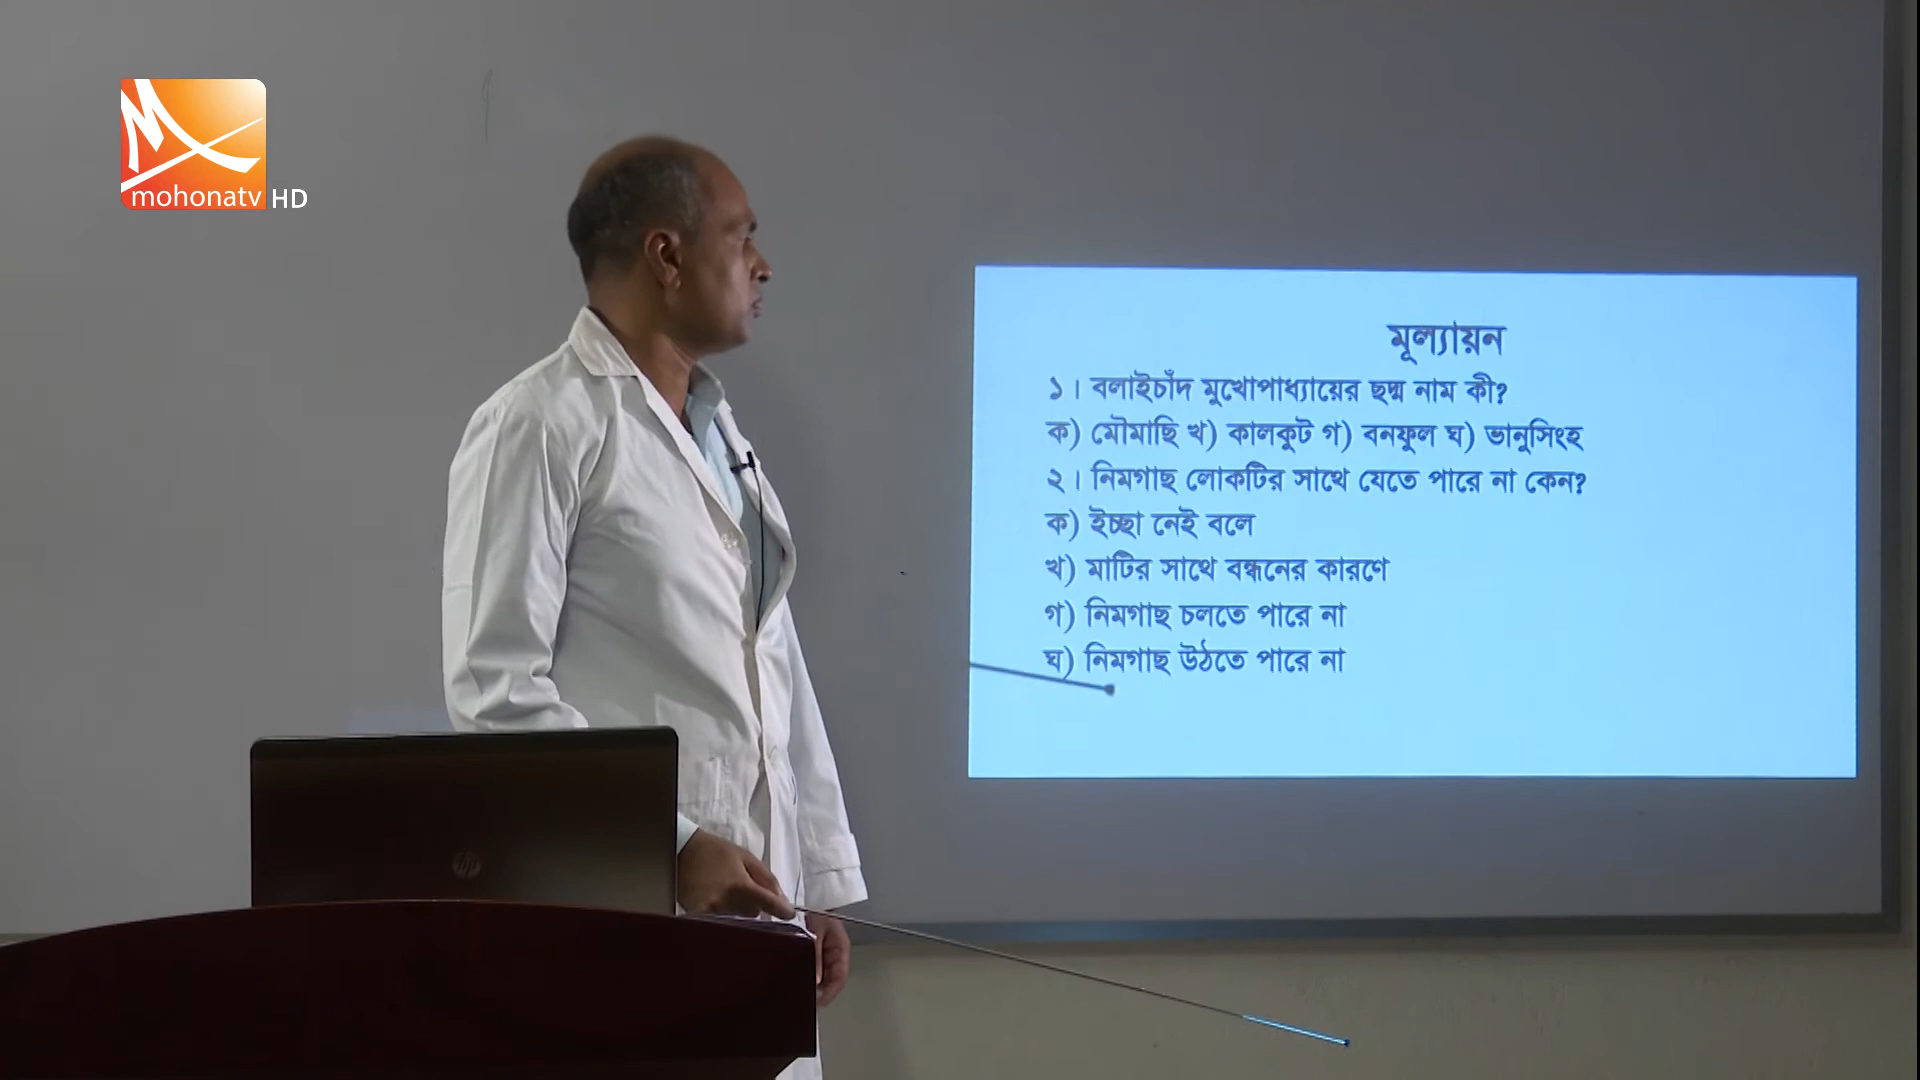 mohonatv HD
মূল্যায়ন
১। বলাইচাঁদ মুখোপাধ্যায়ের ছদ্ম নাম কী?
ক) মৌমাছি খ) কালকুট গ) বনফুল ঘ) ভানুসিংহ
২। নিমগাছ লোকটির সাথে যেতে পারে না কেন?
ক) ইচ্ছা নেই বলে
খ) মাটির সাথে বন্ধনের কারণে
গ) নিমগাছ চলতে পারে না
ঘ) নিমগাছ উঠতে পারে না
hp